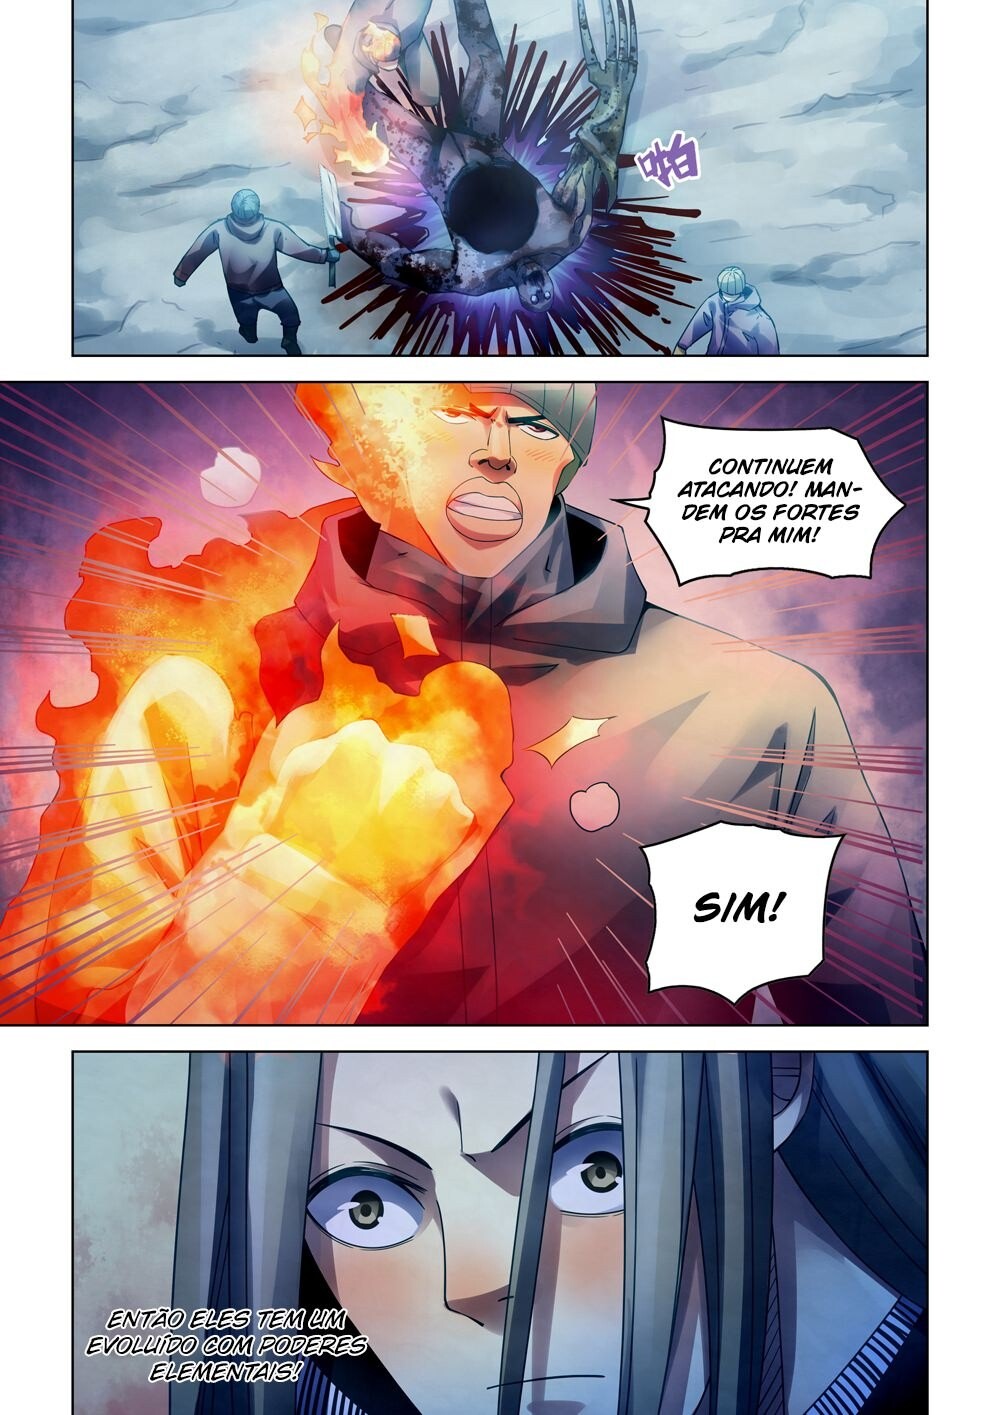 啪
CONTINUEM
ATACANDO! MAN-
DEM OS FORTES
PRA MIM!
SIM!
ENTÃO ELES TEM UM
EVOLUÍDO COM PODERES
ELEMENTAIS!